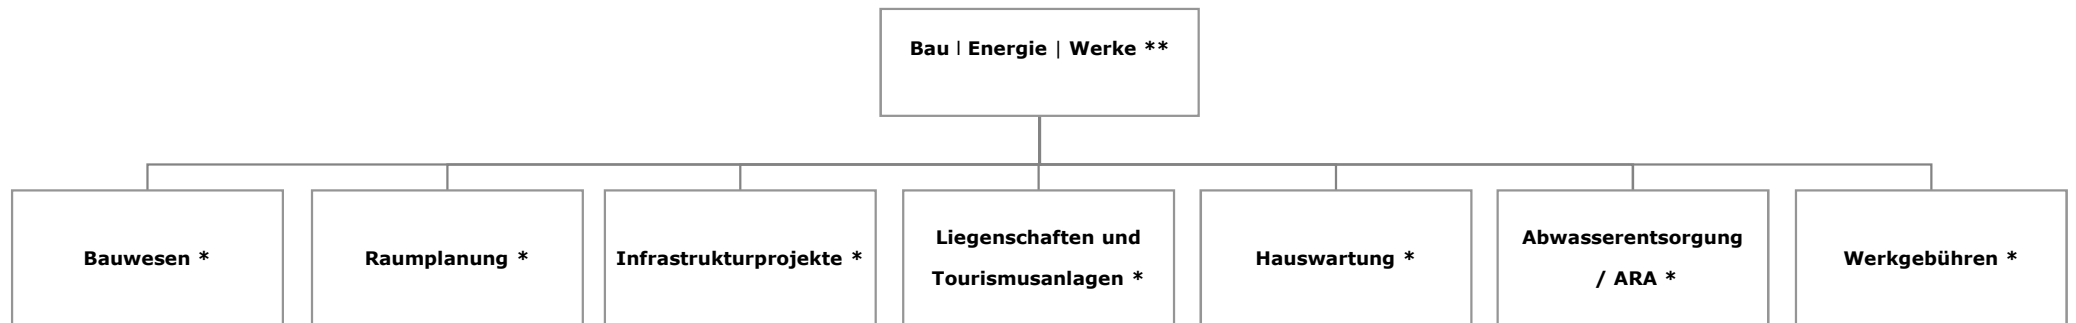 Bau | Energie | Werke **
Bauwesen *
Raumplanung *
Infrastrukturprojekte *
Liegenschaften und
Tourismusanlagen *
Hauswartung *
Abwasserentsorgung
/ ARA *
Werkgebühren *